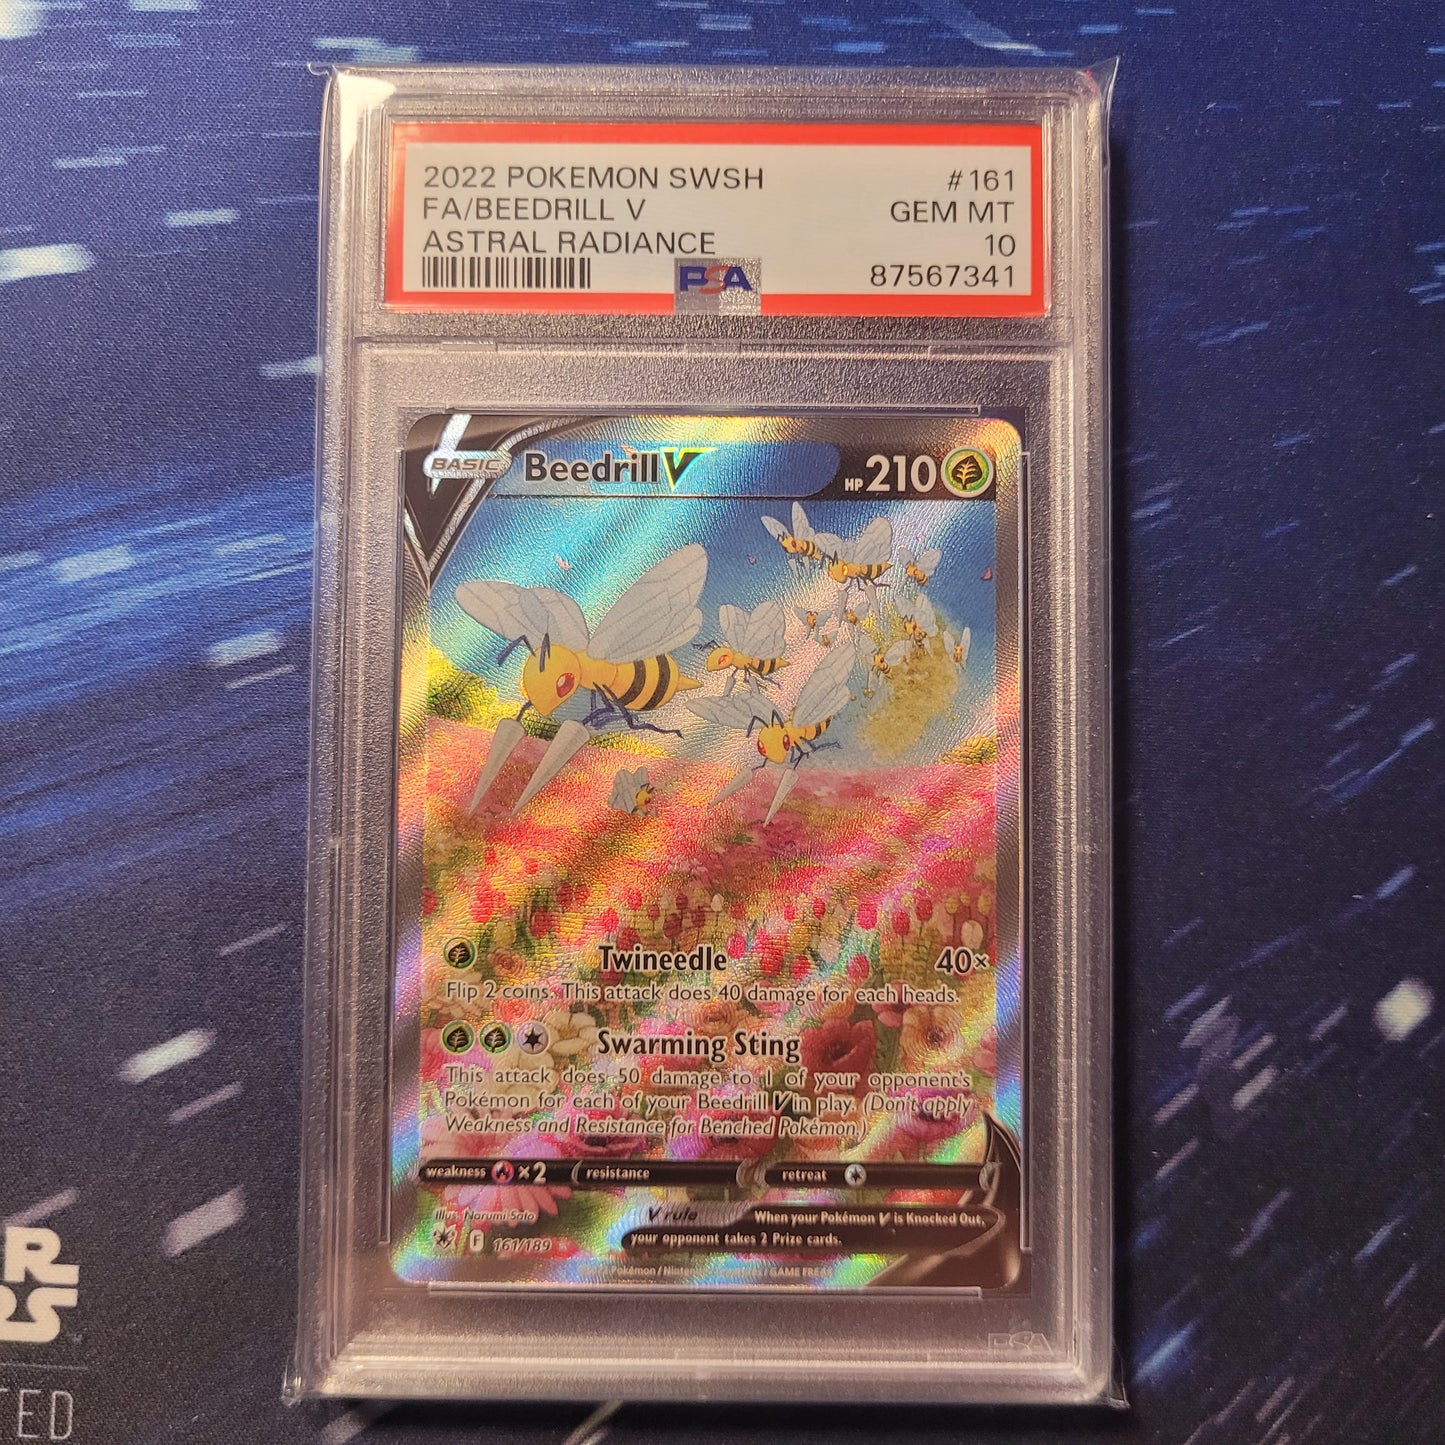 2022 POKEMON SWSH #161
FA/BEEDRILL V GEM MT
ASTRAL RADIANCE 10
PSA 87567341
BASIC Beedrill V HP 210
Twineedle 40×
Flip 2 coins. This attack does 40 damage for each heads.
Swarming Sting
This attack does 50 damage to 1 of your opponent's
Pokémon for each of your Beedrill V in play. (Don't apply
Weakness and Resistance for Benched Pokémon.)
weakness ×2 resistance retreat
Illus. Narumi Sato V rule When your Pokémon V is Knocked Out,
F 161/189 your opponent takes 2 Prize cards.
Pokémon / Nintendo GAME FREAK
PSA